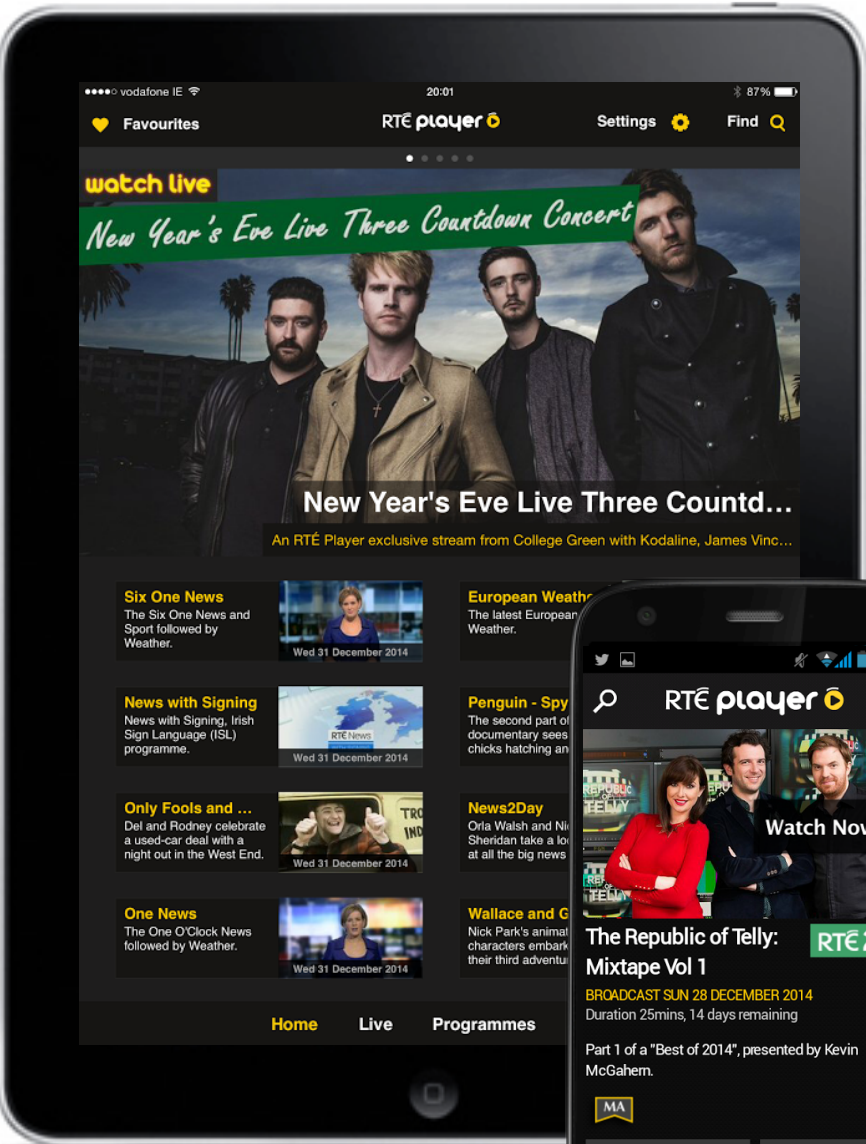 vodafone IE
20:01
87%
Favourites
RTÉ player
Settings
Find
watch live
New Year's Eve Live Three Countdown Concert
New Year's Eve Live Three Countd...
An RTÉ Player exclusive stream from College Green with Kodaline, James Vinc...
Six One News
The Six One News and
Sport followed by
Weather.
Wed 31 December 2014
European Weathe
The latest European
Weather.
News with Signing
News with Signing, Irish
Sign Language (ISL)
programme.
RTÉ News
Wed 31 December 2014
Penguin - Spy
The second part of
documentary sees
chicks hatching an
Only Fools and ...
Del and Rodney celebrate
a used-car deal with a
night out in the West End.
TRO
IND
Wed 31 December 2014
News2Day
Orla Walsh and Ni
Sheridan take a lo
at all the big news
One News
The One O'Clock News
followed by Weather.
Wed 31 December 2014
Wallace and G
Nick Park's animat
characters embark
their third adventu
Home
Live
Programmes
RTÉ player
REPUBLIC
TELLY
Watch Now
The Republic of Telly:
Mixtape Vol 1
RTÉ 2
BROADCAST SUN 28 DECEMBER 2014
Duration 25mins, 14 days remaining
Part 1 of a "Best of 2014", presented by Kevin
McGahern.
MA